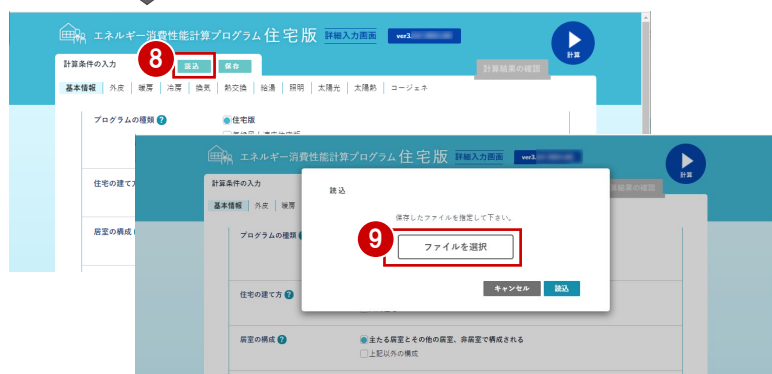 エネルギー消費性能計算プログラム 住宅版 詳細入力画面 ver3.
計算
計算条件の入力
8
読込 保存
計算結果の確認
基本情報 外皮 暖房 冷房 換気 熱交換 給湯 照明 太陽光 太陽熱 コージェネ
プログラムの種類 ?
住宅版
住宅の建て方
居室の構成
エネルギー消費性能計算プログラム 住宅版 詳細入力画面 ver3.
計算
計算条件の入力
結果の確認
基本情報 外皮 暖房
プログラムの種類
読込
保存したファイルを指定して下さい。
9
ファイルを選択
キャンセル 読込
住宅の建て方 ?
居室の構成 ?
主たる居室とその他の居室、非居室で構成される
上記以外の構成